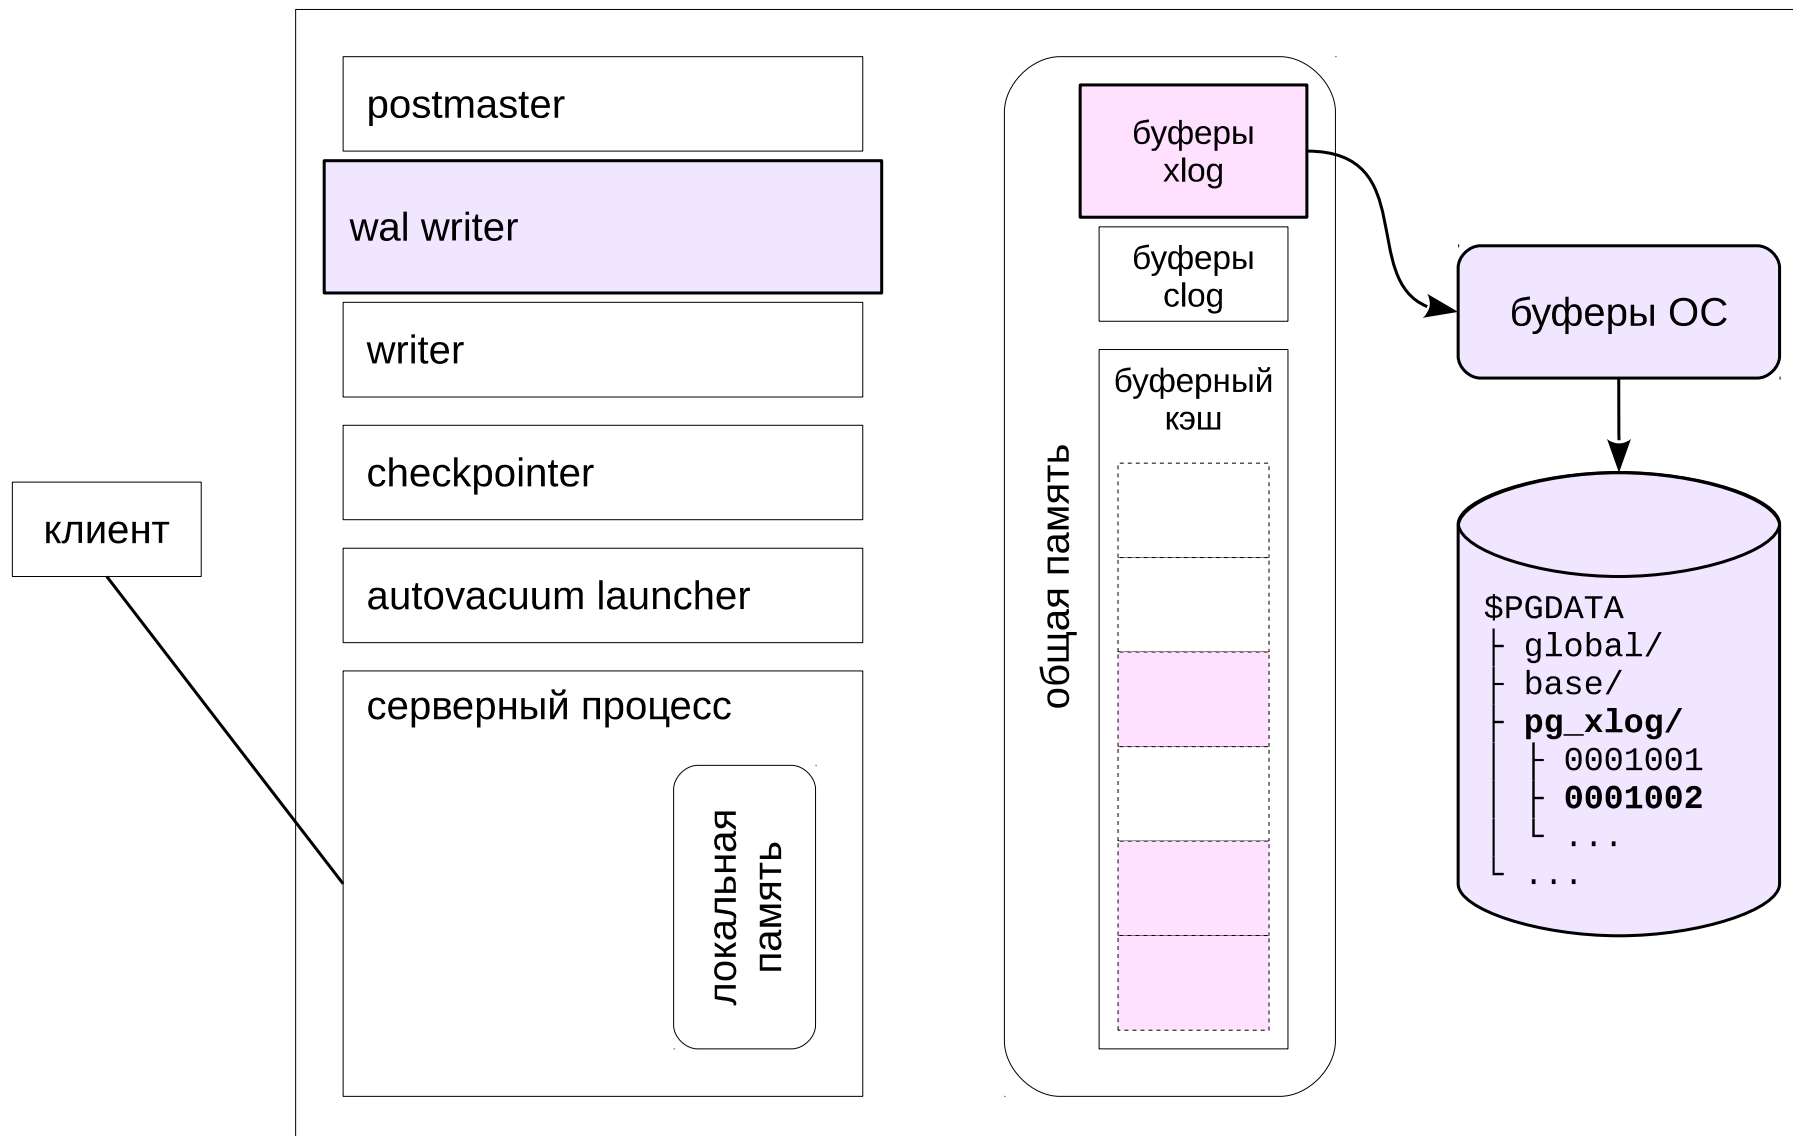 postmaster
wal writer
writer
checkpointer
autovacuum launcher
серверный процесс
локальная
память
клиент
общая память
буферы
xlog
буферы
clog
буферный
кэш
буферы ОС
$PGDATA
├ global/
├ base/
├ pg_xlog/
│ ├ 0001001
│ ├ 0001002
│ └ ...
└ ...